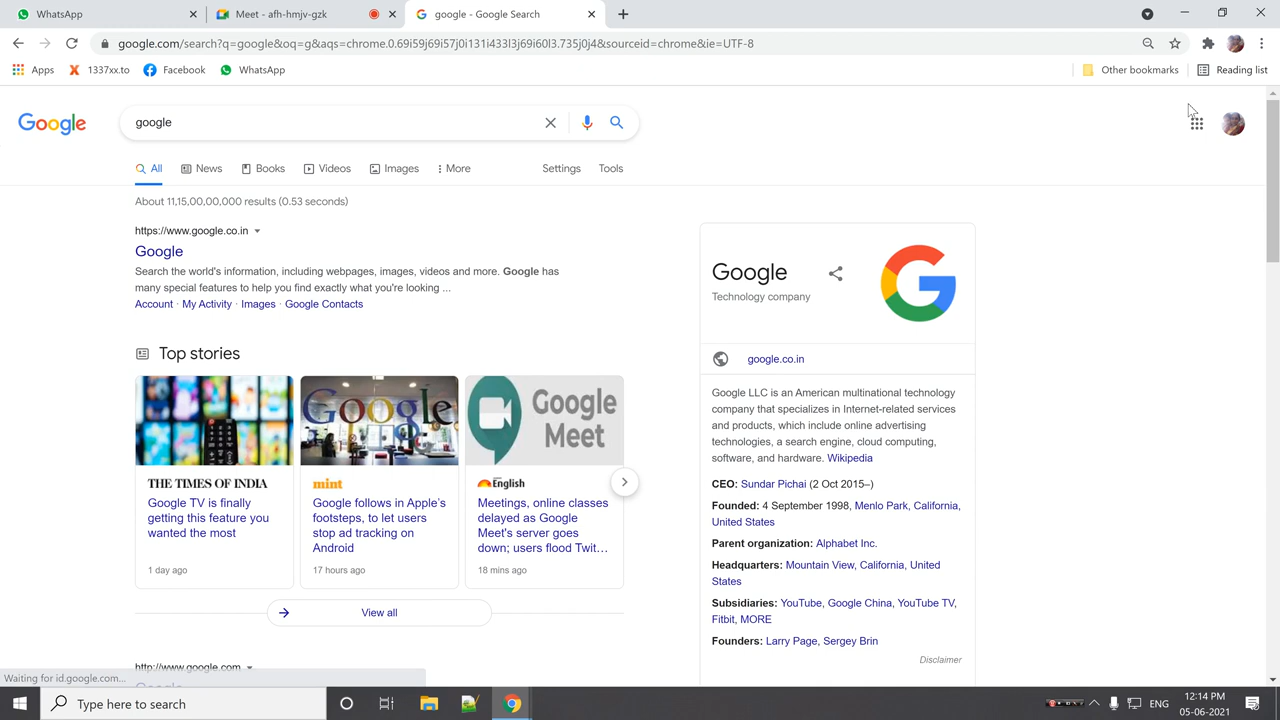 WhatsApp
Meet - afh-hmjv-gzk
google - Google Search
google.com/search?q=google&oq=g&aqs=chrome.0.69i59j69i57j0i131i433l3j69i60l3.735j0j4&sourceid=chrome&ie=UTF-8
Apps
1337xx.to
Facebook
WhatsApp
Other bookmarks
Reading list
Google
google
All
News
Books
Videos
Images
More
Settings
Tools
About 11,15,00,00,000 results (0.53 seconds)
https://www.google.co.in
Google
Search the world's information, including webpages, images, videos and more. Google has
many special features to help you find exactly what you're looking ...
Account · My Activity · Images · Google Contacts
Top stories
Google
Google
Meet
THE TIMES OF INDIA
Google TV is finally
getting this feature you
wanted the most
1 day ago
mint
Google follows in Apple's
footsteps, to let users
stop ad tracking on
Android
17 hours ago
English
Meetings, online classes
delayed as Google
Meet's server goes
down; users flood Twit...
18 mins ago
View all
http://www.google.com
Google
Google
Technology company
google.co.in
Google LLC is an American multinational technology
company that specializes in Internet-related services
and products, which include online advertising
technologies, a search engine, cloud computing,
software, and hardware. Wikipedia
CEO: Sundar Pichai (2 Oct 2015–)
Founded: 4 September 1998, Menlo Park, California,
United States
Parent organization: Alphabet Inc.
Headquarters: Mountain View, California, United
States
Subsidiaries: YouTube, Google China, YouTube TV,
Fitbit, MORE
Founders: Larry Page, Sergey Brin
Disclaimer
Waiting for id.google.com...
Type here to search
ENG
12:14 PM
05-06-2021